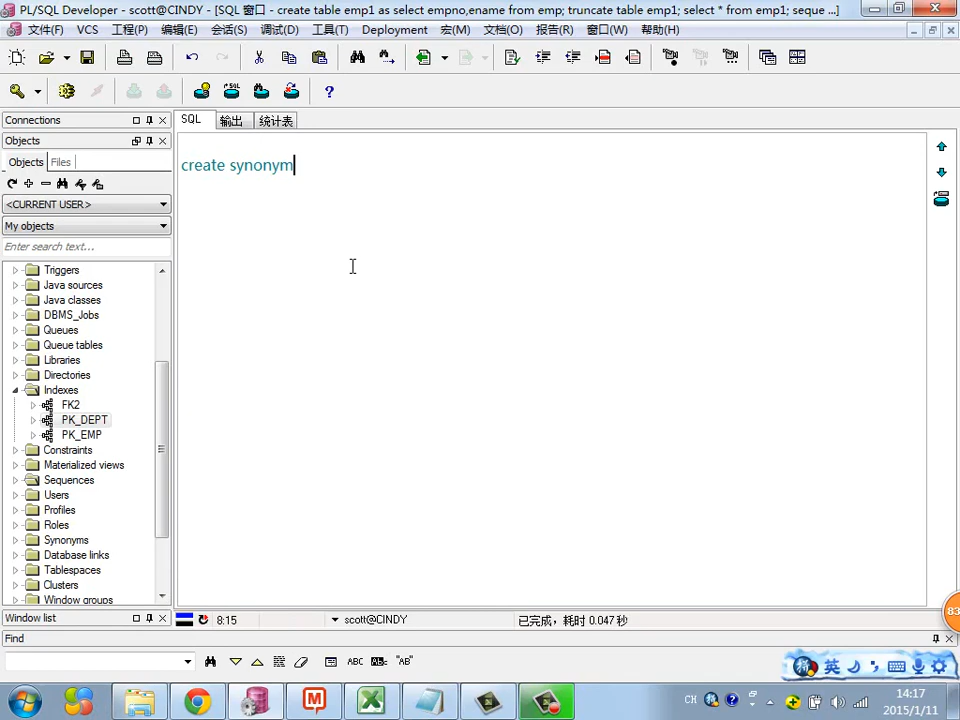 PL/SQL Developer - scott@CINDY - [SQL 窗口 - create table emp1 as select empno,ename from emp; truncate table emp1; select * from emp1; seque ...]
文件(F) VCS 工程(P) 编辑(E) 会话(S) 调试(D) 工具(T) Deployment 宏(M) 文档(O) 报告(R) 窗口(W) 帮助(H)
SQL
?
Connections
SQL 输出 统计表
Objects
Objects Files
create synonym
<CURRENT USER>
My objects
Enter search text...
Triggers
Java sources
Java classes
DBMS_Jobs
Queues
Queue tables
Libraries
Directories
Indexes
FK2
PK_DEPT
PK_EMP
Constraints
Materialized views
Sequences
Users
Profiles
Roles
Synonyms
Database links
Tablespaces
Clusters
Window groups
83
Window list
8:15 scott@CINDY 已完成，耗时 0.047 秒
Find
ABC "AB"
英
CH
14:17
2015/1/11